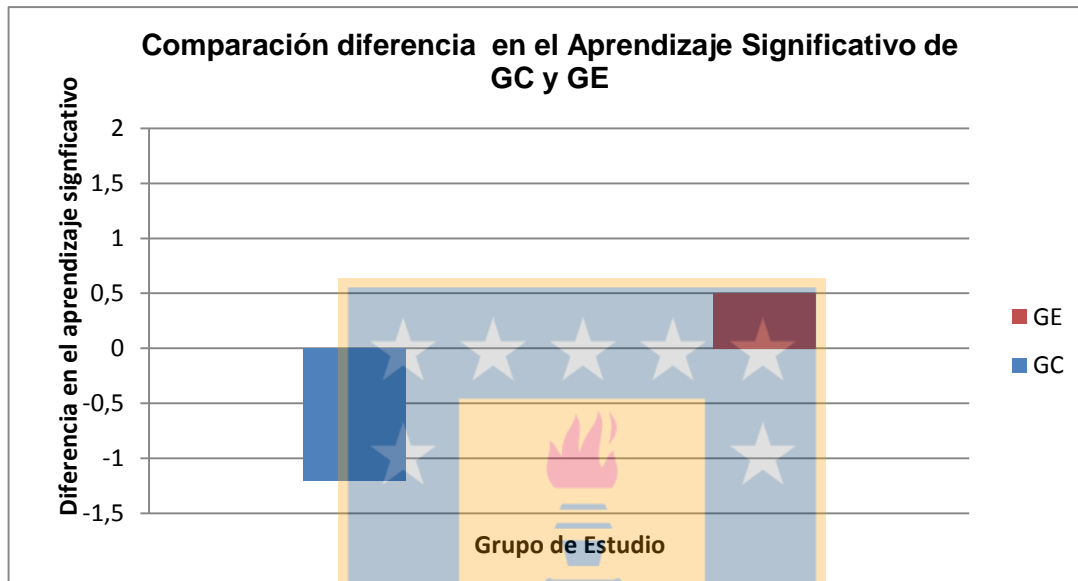 Comparación diferencia  en el Aprendizaje Significativo de
GC y GE
Diferencia en el aprendizaje signficativo
2
1,5
1
0,5
0
-0,5
-1
-1,5
Grupo de Estudio
GE
GC